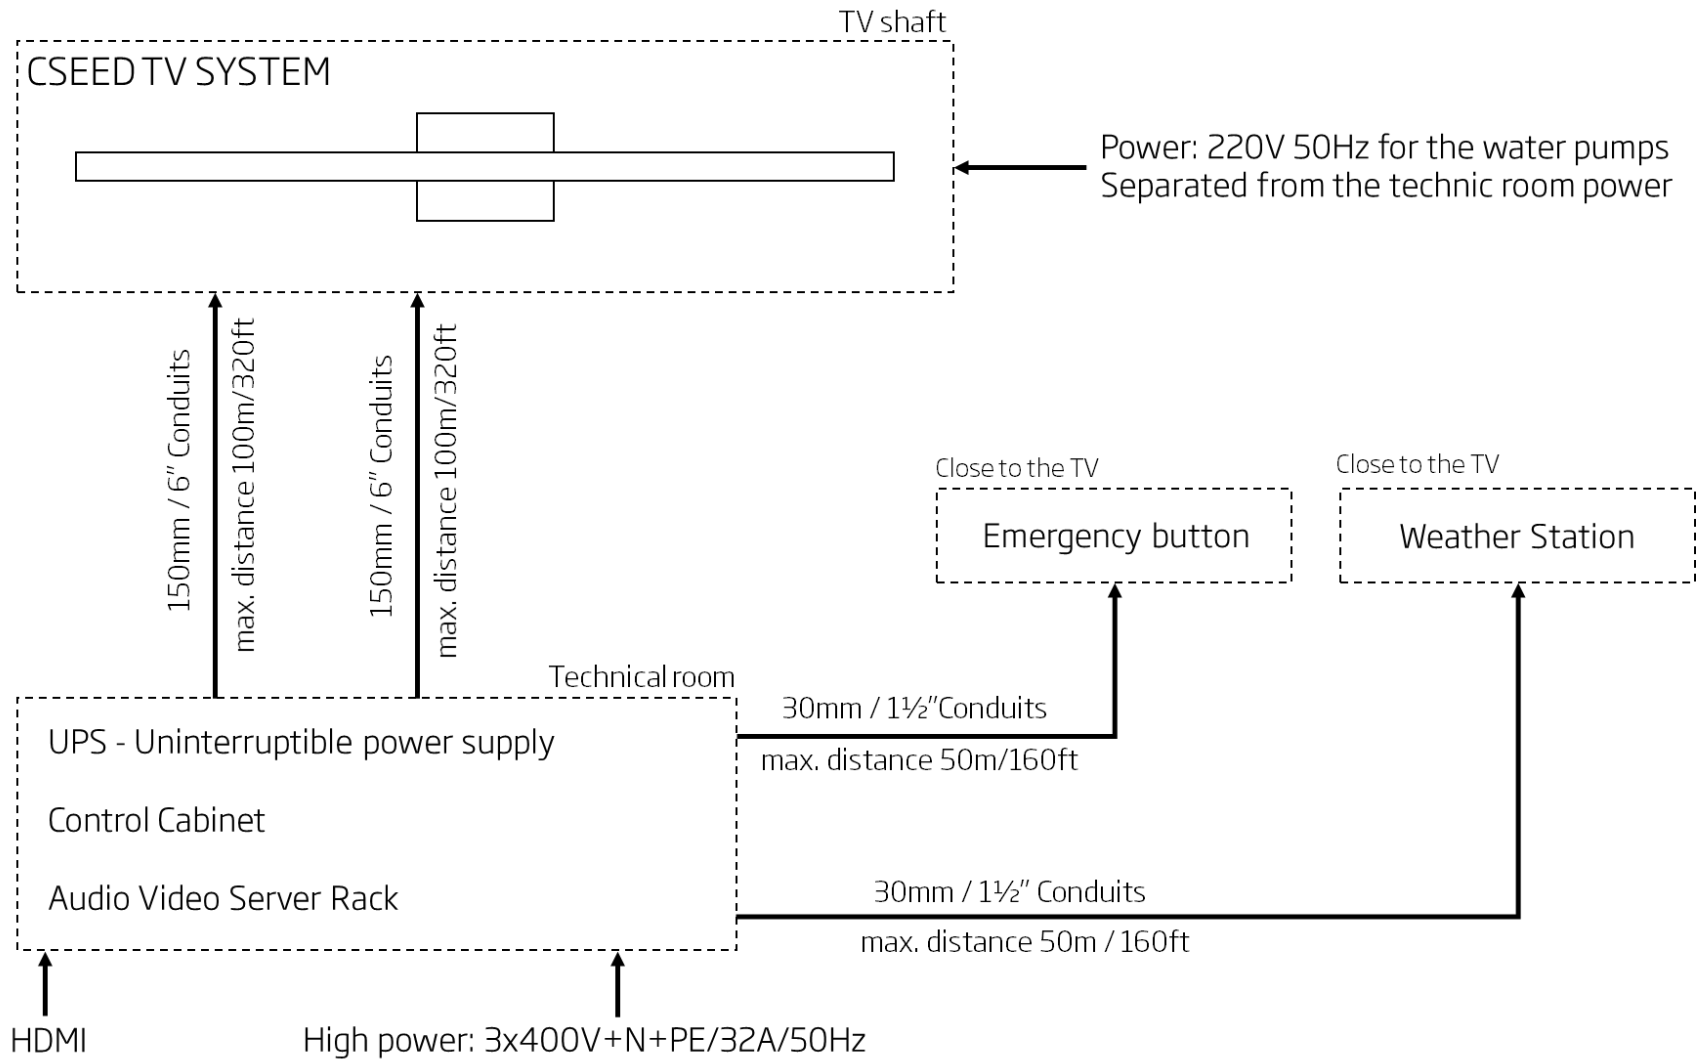 TV shaft
CSEED TV SYSTEM
Power: 220V 50Hz for the water pumps
Separated from the technic room power
150mm / 6" Conduits
max. distance 100m/320ft
150mm / 6" Conduits
max. distance 100m/320ft
Close to the TV
Emergency button
Close to the TV
Weather Station
Technical room
UPS - Uninterruptible power supply
Control Cabinet
Audio Video Server Rack
30mm / 1½"Conduits
max. distance 50m/160ft
30mm / 1½" Conduits
max. distance 50m / 160ft
HDMI
High power: 3x400V+N+PE/32A/50Hz